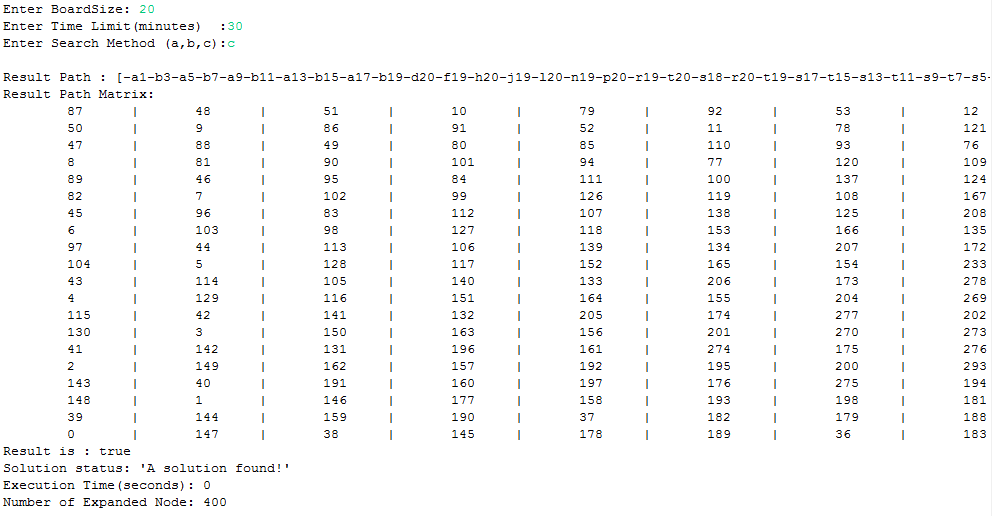 Enter BoardSize: 20
Enter Time Limit(minutes)  :30
Enter Search Method (a,b,c):c
Result Path : [-a1-b3-a5-b7-a9-b11-a13-b15-a17-b19-d20-f19-h20-j19-l20-n19-p20-r19-t20-s18-r20-t19-s17-t15-s13-t11-s9-t7-s5-
Result Path Matrix:
87 | 48 | 51 | 10 | 79 | 92 | 53 | 12
50 | 9 | 86 | 91 | 52 | 11 | 78 | 121
47 | 88 | 49 | 80 | 85 | 110 | 93 | 76
8 | 81 | 90 | 101 | 94 | 77 | 120 | 109
89 | 46 | 95 | 84 | 111 | 100 | 137 | 124
82 | 7 | 102 | 99 | 126 | 119 | 108 | 167
45 | 96 | 83 | 112 | 107 | 138 | 125 | 208
6 | 103 | 98 | 127 | 118 | 153 | 166 | 135
97 | 44 | 113 | 106 | 139 | 134 | 207 | 172
104 | 5 | 128 | 117 | 152 | 165 | 154 | 233
43 | 114 | 105 | 140 | 133 | 206 | 173 | 278
4 | 129 | 116 | 151 | 164 | 155 | 204 | 269
115 | 42 | 141 | 132 | 205 | 174 | 277 | 202
130 | 3 | 150 | 163 | 156 | 201 | 270 | 273
41 | 142 | 131 | 196 | 161 | 274 | 175 | 276
2 | 149 | 162 | 157 | 192 | 195 | 200 | 293
143 | 40 | 191 | 160 | 197 | 176 | 275 | 194
148 | 1 | 146 | 177 | 158 | 193 | 198 | 181
39 | 144 | 159 | 190 | 37 | 182 | 179 | 188
0 | 147 | 38 | 145 | 178 | 189 | 36 | 183
Result is : true
Solution status: 'A solution found!'
Execution Time(seconds): 0
Number of Expanded Node: 400